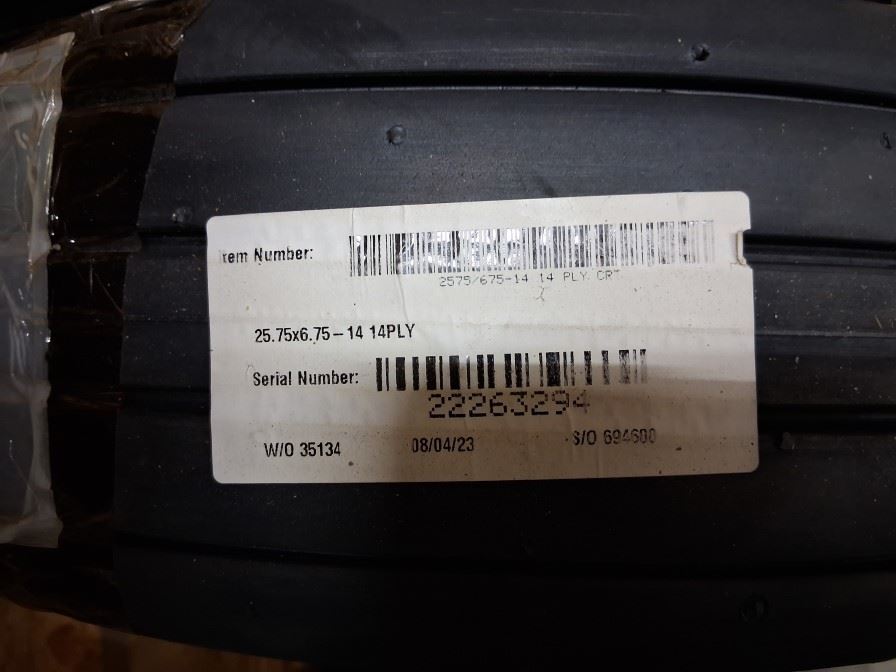 Item Number:
2575/675-14 14 PLY CRT
25.75x6.75-14 14PLY
Serial Number:
22263294
W/O 35134 08/04/23 S/O 694600